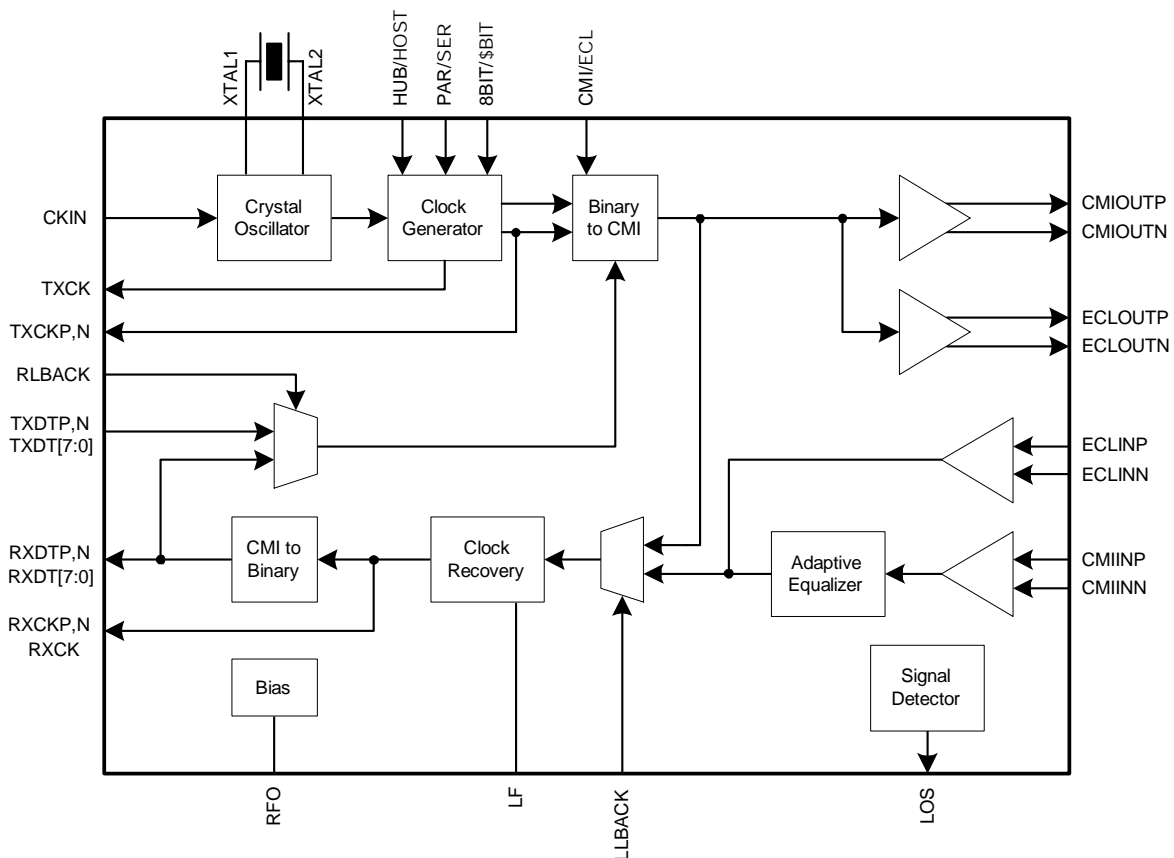 XTAL1
XTAL2
HUB/HOST
PAR/SER
8BIT/$BIT
CMI/ECL
CKIN
Crystal
Oscillator
Clock
Generator
Binary
to CMI
CMIOUTP
CMIOUTN
TXCK
TXCKP,N
ECLOUTP
ECLOUTN
RLBACK
TXDTP,N
TXDT[7:0]
ECLINP
ECLINN
RXDTP,N
RXDT[7:0]
CMI to
Binary
Clock
Recovery
Adaptive
Equalizer
CMIINP
CMIINN
RXCKP,N
RXCK
Bias
Signal
Detector
RFO
LF
LLBACK
LOS